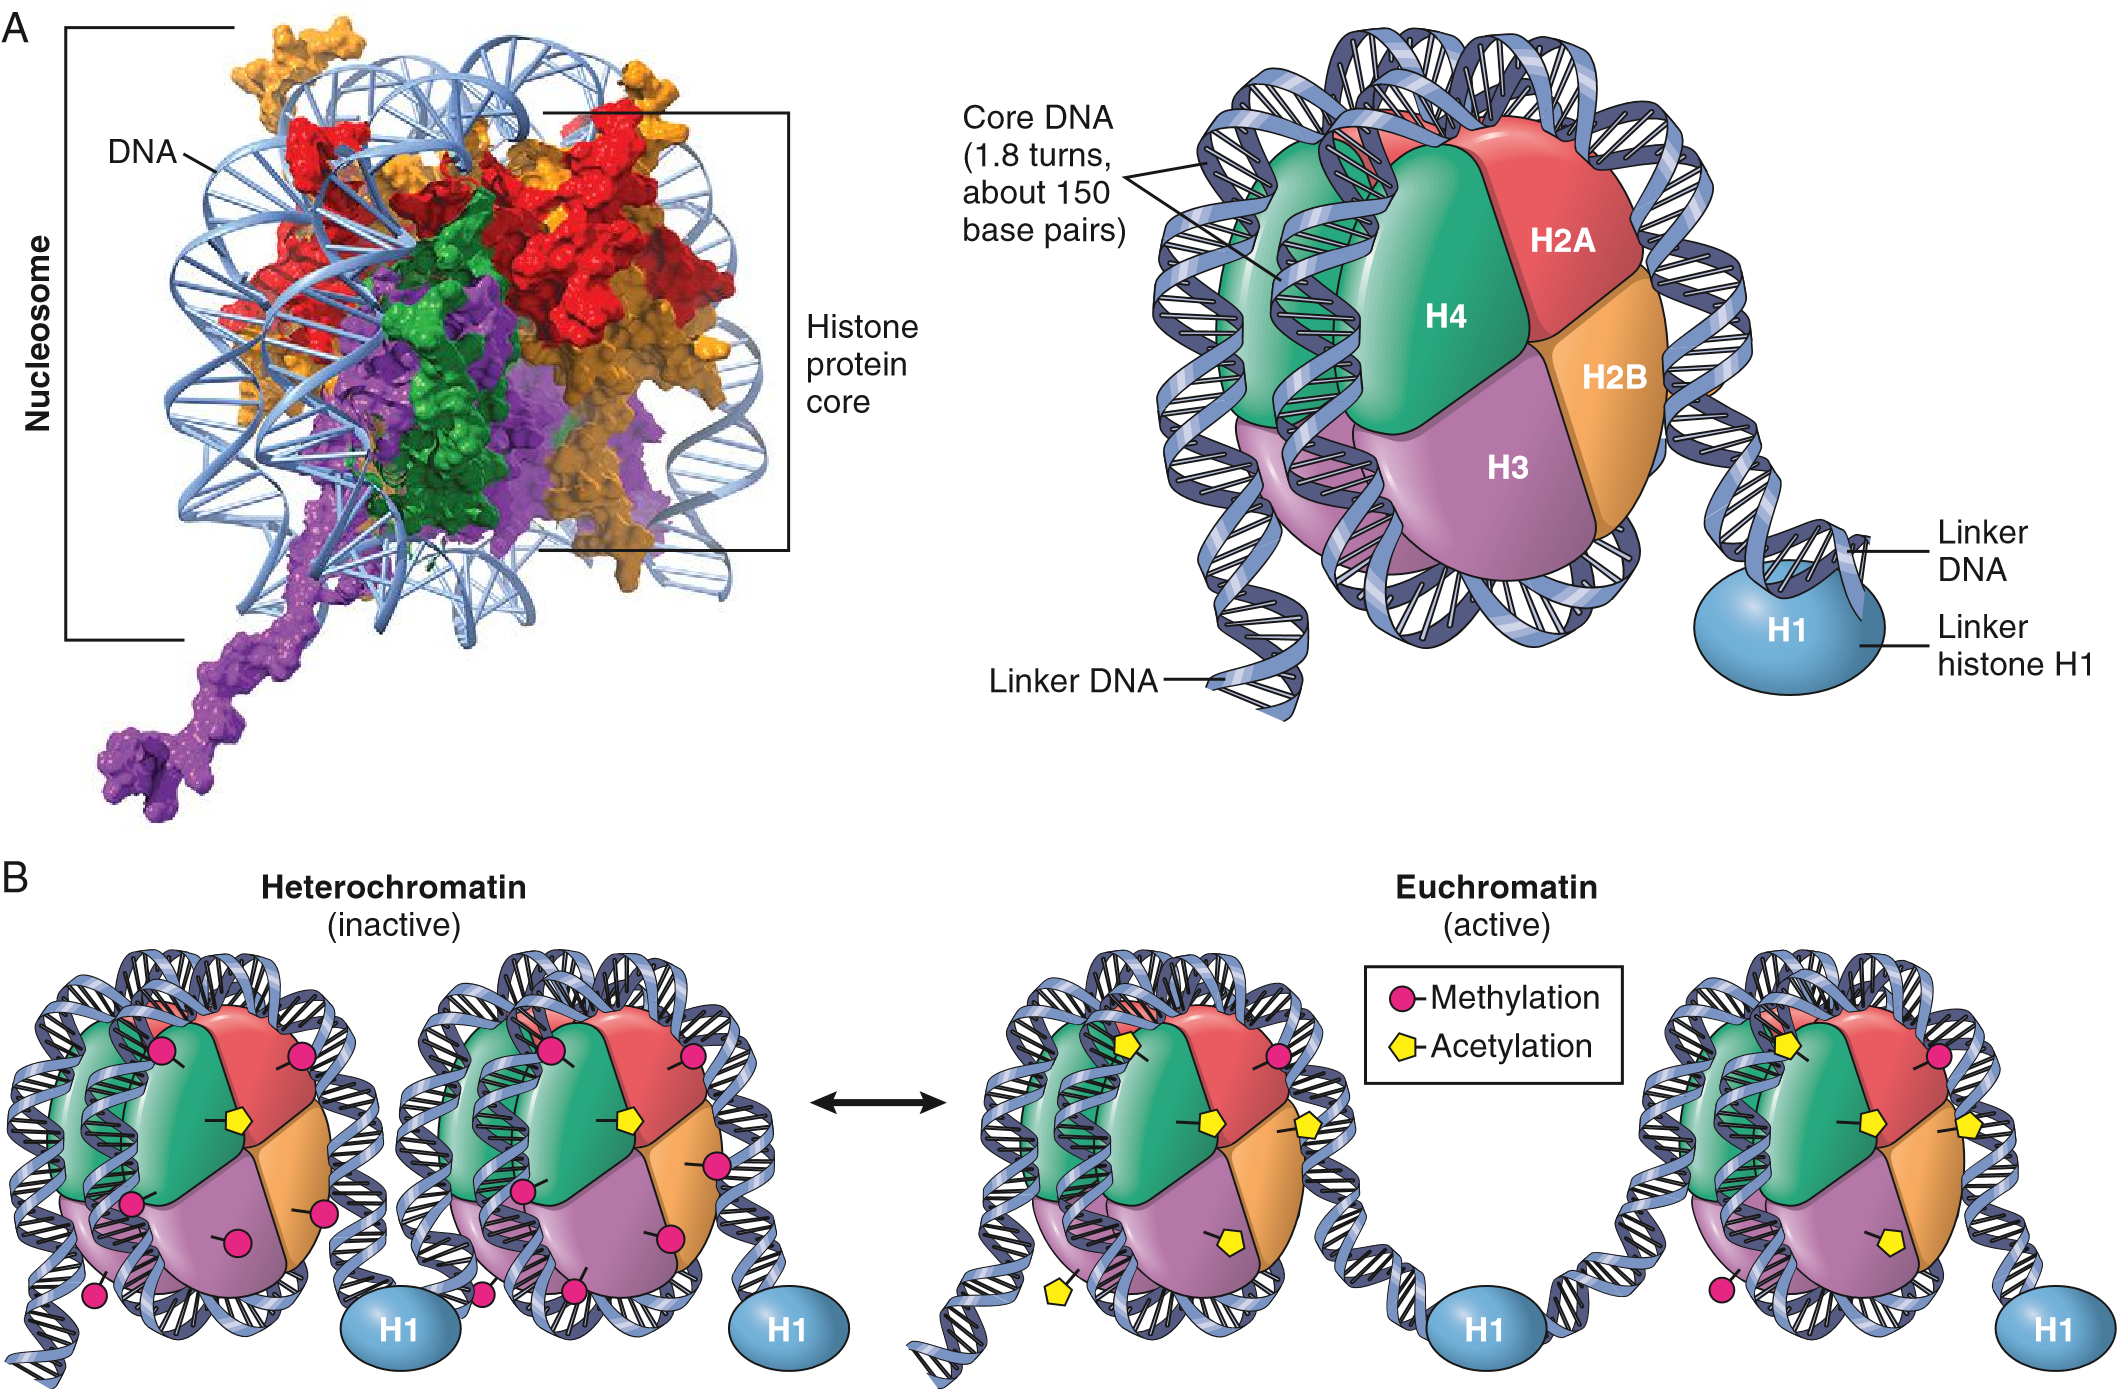 A
Nucleosome
DNA
Histone
protein
core
Core DNA
(1.8 turns,
about 150
base pairs)
H2A
H4
H2B
H3
Linker
DNA
H1
Linker
histone H1
Linker DNA
B
Heterochromatin
(inactive)
Euchromatin
(active)
Methylation
Acetylation
H1
H1
H1
H1